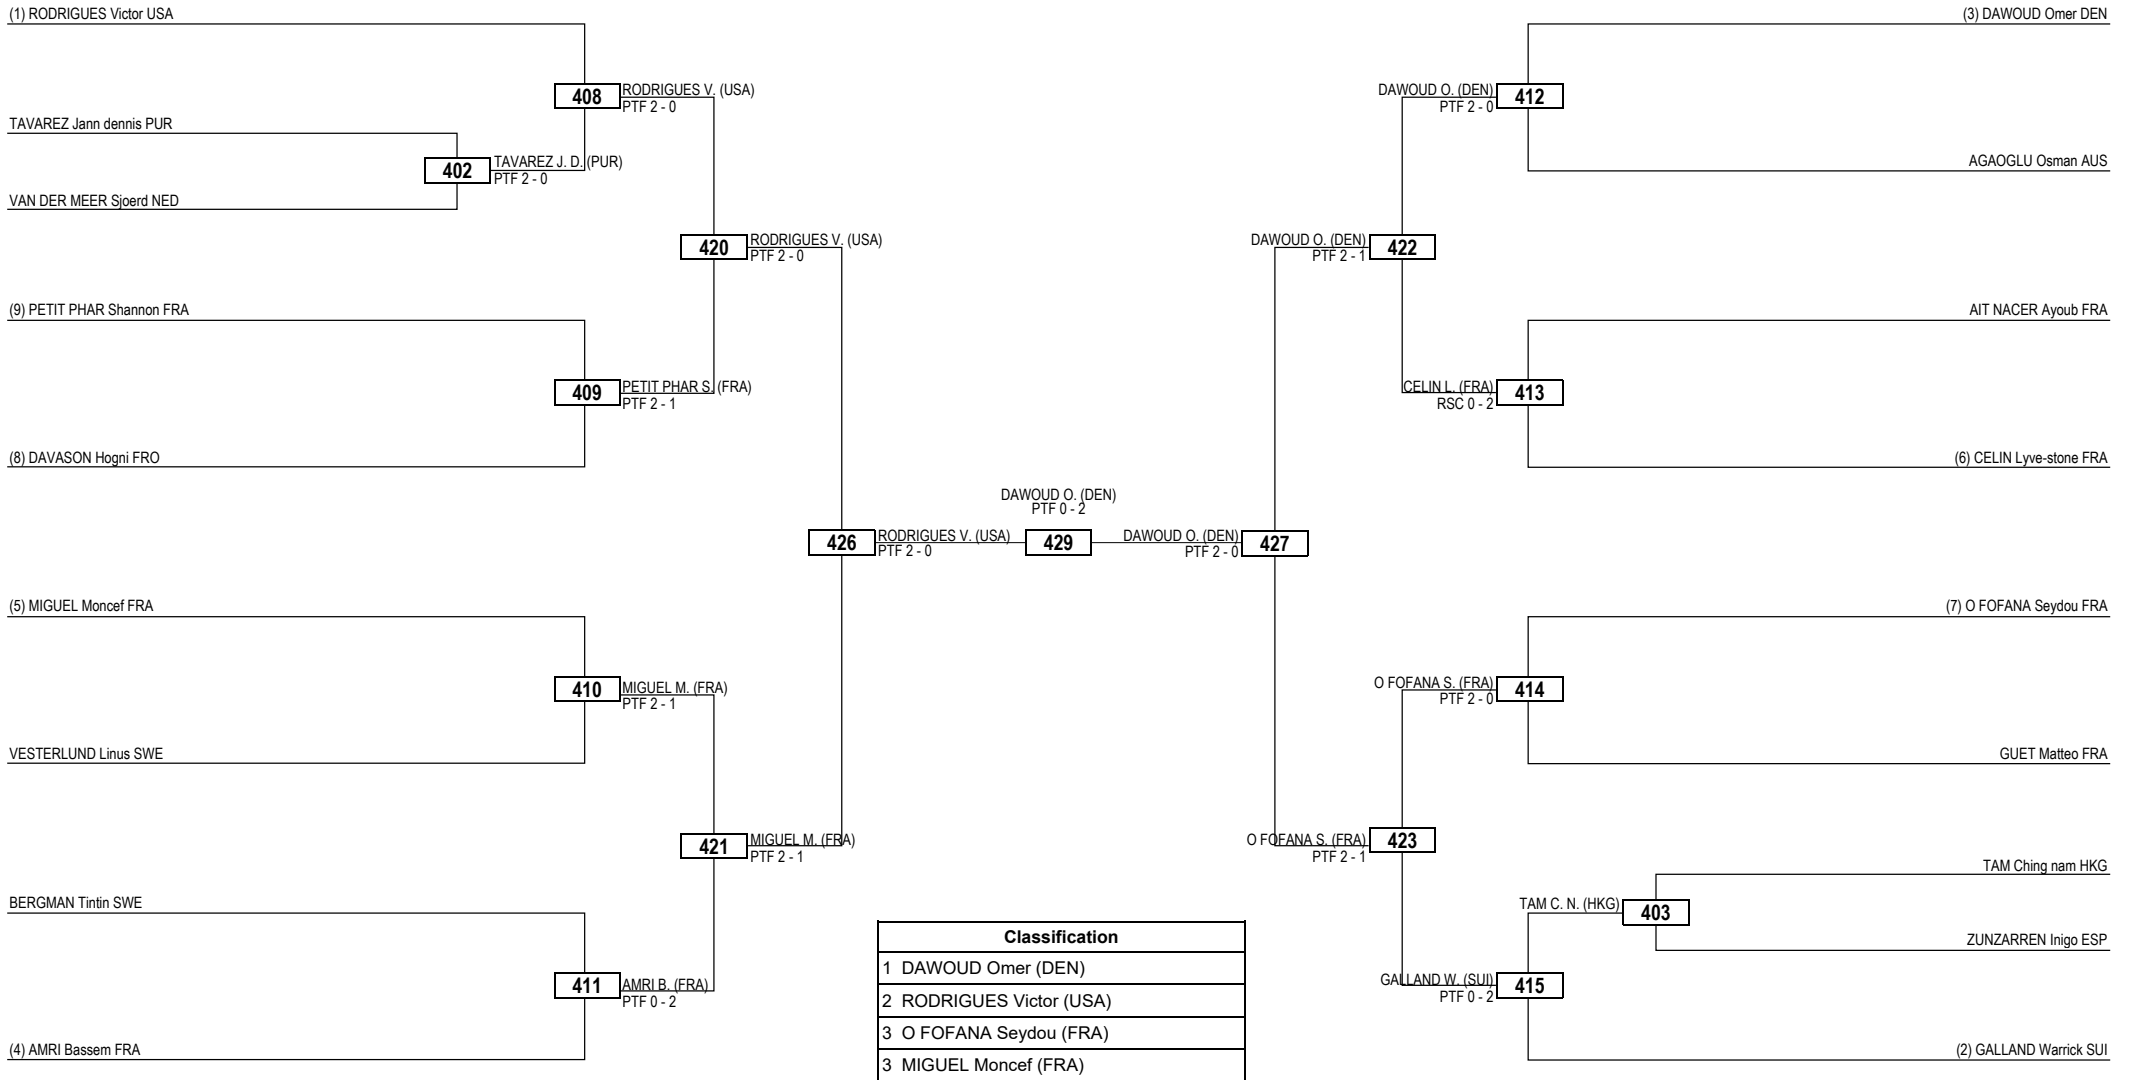 (1) RODRIGUES Victor USA
408
RODRIGUES V. (USA)
PTF 2 - 0
TAVAREZ Jann dennis PUR
402
TAVAREZ J. D. (PUR)
PTF 2 - 0
VAN DER MEER Sjoerd NED
420
RODRIGUES V. (USA)
PTF 2 - 0
(9) PETIT PHAR Shannon FRA
409
PETIT PHAR S. (FRA)
PTF 2 - 1
(8) DAVASON Hogni FRO
426
RODRIGUES V. (USA)
PTF 2 - 0
(5) MIGUEL Moncef FRA
410
MIGUEL M. (FRA)
PTF 2 - 1
VESTERLUND Linus SWE
421
MIGUEL M. (FRA)
PTF 2 - 1
BERGMAN Tintin SWE
411
AMRI B. (FRA)
PTF 0 - 2
(4) AMRI Bassem FRA
DAWOUD O. (DEN)
PTF 0 - 2
429
(3) DAWOUD Omer DEN
DAWOUD O. (DEN)
PTF 2 - 0
412
AGAOGLU Osman AUS
DAWOUD O. (DEN)
PTF 2 - 1
422
AIT NACER Ayoub FRA
CELIN L. (FRA)
RSC 0 - 2
413
(6) CELIN Lyve-stone FRA
DAWOUD O. (DEN)
PTF 2 - 0
427
(7) O FOFANA Seydou FRA
O FOFANA S. (FRA)
PTF 2 - 0
414
GUET Matteo FRA
O FOFANA S. (FRA)
PTF 2 - 1
423
TAM Ching nam HKG
TAM C. N. (HKG)
403
ZUNZARREN Inigo ESP
GALLAND W. (SUI)
PTF 0 - 2
415
(2) GALLAND Warrick SUI
Classification
1 DAWOUD Omer (DEN)
2 RODRIGUES Victor (USA)
3 O FOFANA Seydou (FRA)
3 MIGUEL Moncef (FRA)